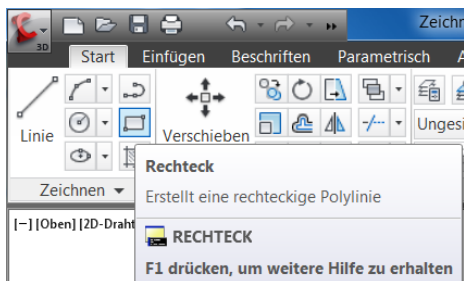 Zeichn
3D
Start Einfügen Beschriften Parametrisch A
Linie
Verschieben
Ungesi
Zeichnen
Rechteck
Erstellt eine rechteckige Polylinie
[−] [Oben] [2D-Draht
RECHTECK
F1 drücken, um weitere Hilfe zu erhalten